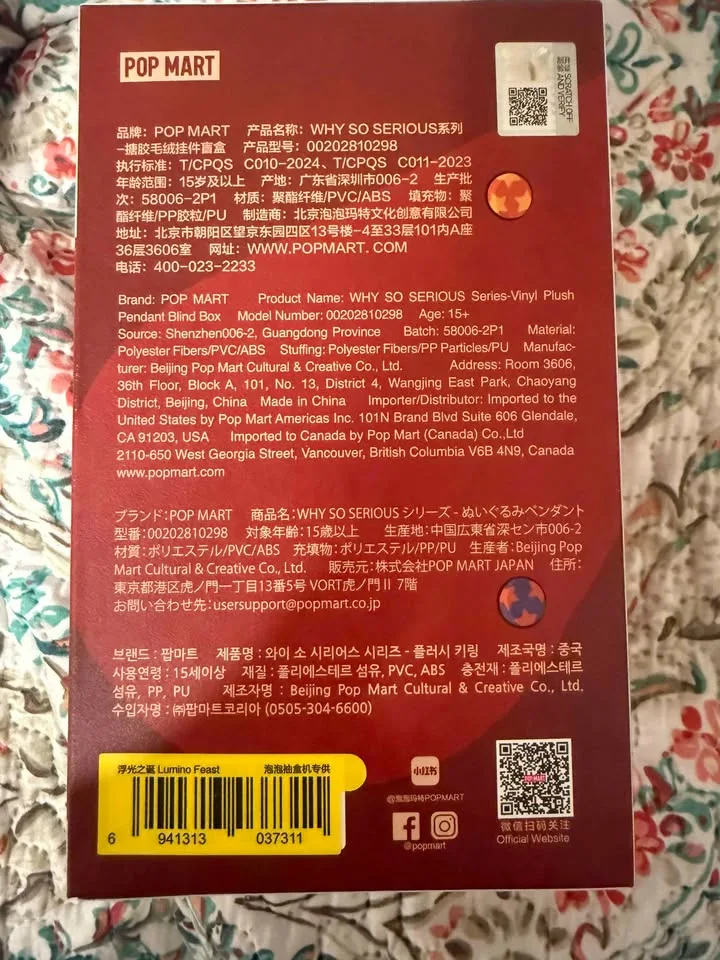 POP MART
开涂层
验真伪
SCRATCH OFF
AND VERIFY
品牌：POP MART 产品名称：WHY SO SERIOUS系列
-搪胶毛绒挂件盲盒 产品型号：00202810298
执行标准：T/CPQS C010-2024、T/CPQS C011-2023
年龄范围：15岁及以上 产地：广东省深圳市006-2 生产批
次：58006-2P1 材质：聚酯纤维/PVC/ABS 填充物：聚
酯纤维/PP胶粒/PU 制造商：北京泡泡玛特文化创意有限公司
地址：北京市朝阳区望京东园四区13号楼-4至33层101内A座
36层3606室 网址：WWW.POPMART.COM
电话：400-023-2233
Brand: POP MART Product Name: WHY SO SERIOUS Series-Vinyl Plush
Pendant Blind Box Model Number: 00202810298 Age: 15+
Source: Shenzhen006-2, Guangdong Province Batch: 58006-2P1 Material:
Polyester Fibers/PVC/ABS Stuffing: Polyester Fibers/PP Particles/PU Manufac-
turer: Beijing Pop Mart Cultural & Creative Co., Ltd. Address: Room 3606,
36th Floor, Block A, 101, No. 13, District 4, Wangjing East Park, Chaoyang
District, Beijing, China Made in China Importer/Distributor: Imported to the
United States by Pop Mart Americas Inc. 101N Brand Blvd Suite 606 Glendale,
CA 91203, USA Imported to Canada by Pop Mart (Canada) Co.,Ltd
2110-650 West Georgia Street, Vancouver, British Columbia V6B 4N9, Canada
www.popmart.com
ブランド：POP MART 商品名：WHY SO SERIOUS シリーズ - ぬいぐるみペンダント
型番：00202810298 対象年齢：15歳以上 生産地：中国広東省深セン市006-2
材質：ポリエステル/PVC/ABS 充填物：ポリエステル/PP/PU 生産者：Beijing Pop
Mart Cultural & Creative Co., Ltd. 販売元：株式会社POP MART JAPAN 住所：
東京都港区虎ノ門一丁目13番5号 VORT虎ノ門Ⅱ 7階
お問い合わせ先：usersupport@popmart.co.jp
브랜드 : 팝마트 제품명 : 와이 소 시리어스 시리즈 - 플러시 키링 제조국명 : 중국
사용연령 : 15세이상 재질 : 폴리에스테르 섬유, PVC, ABS 충전재 : 폴리에스테르
섬유, PP, PU 제조자명 : Beijing Pop Mart Cultural & Creative Co., Ltd.
수입자명 : ㈜팝마트코리아 (0505-304-6600)
浮光之诞 Lumino Feast 泡泡抽盒机专供
6 941313 037311
小红书
@泡泡玛特POPMART
@popmart
POP MART
微信扫码关注
Official Website